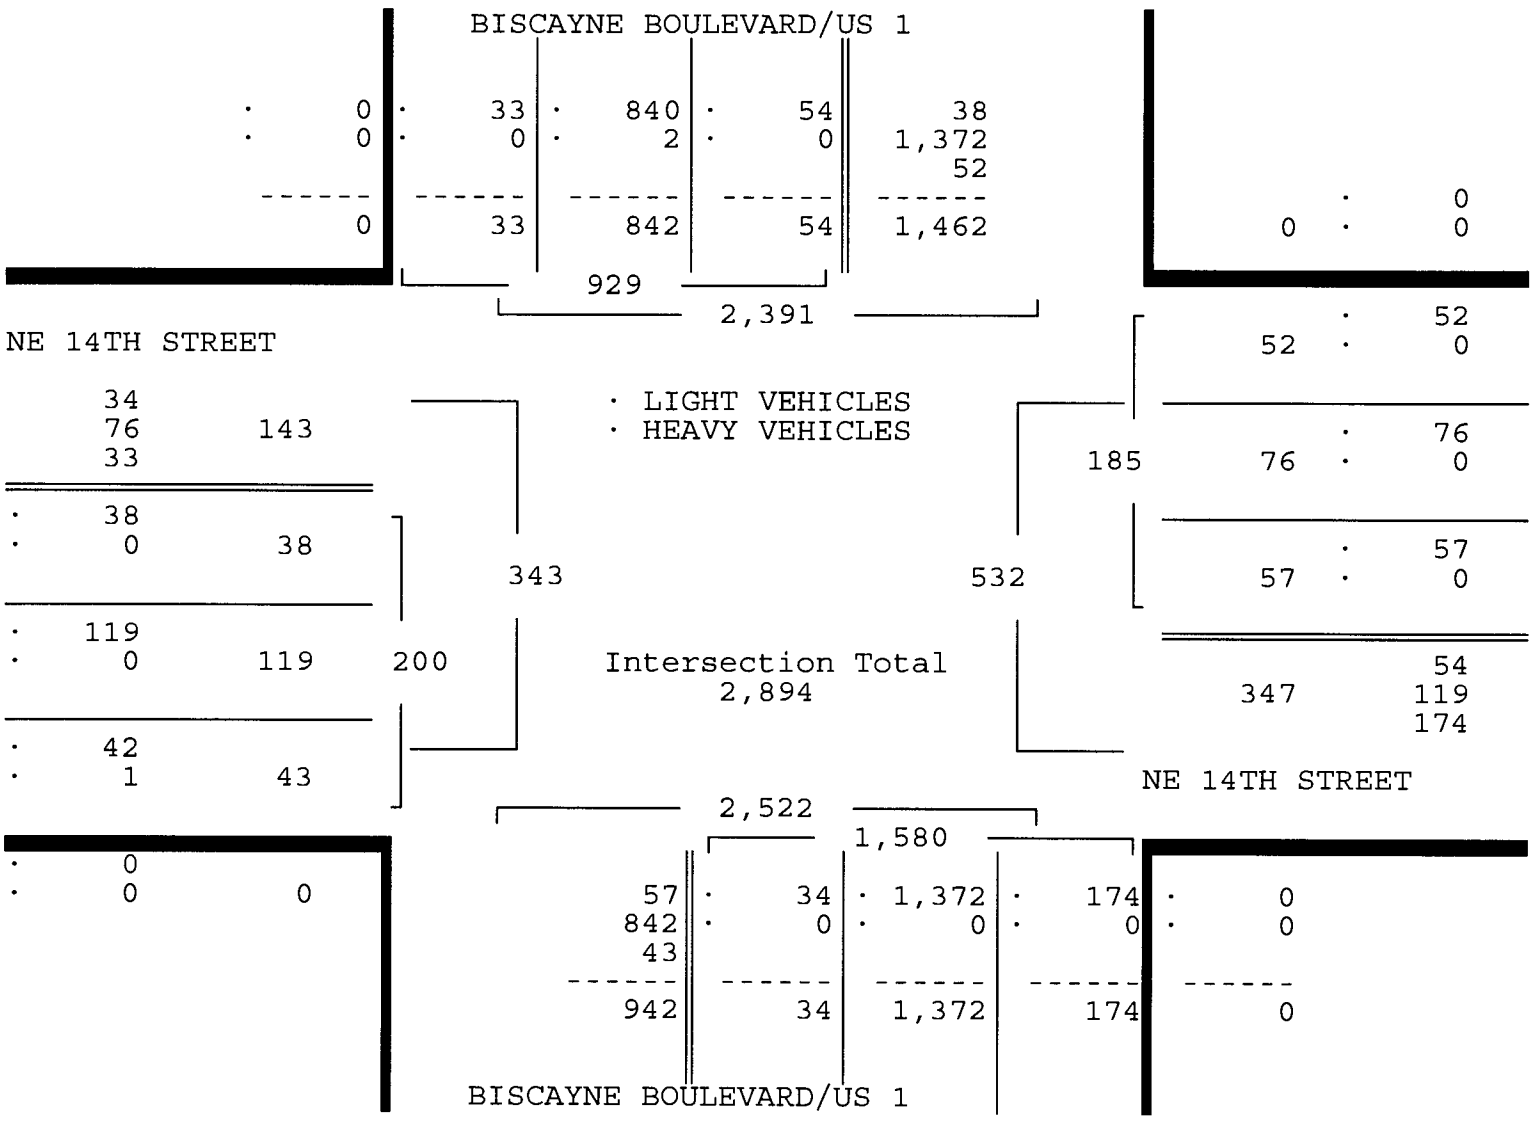 BISCAYNE BOULEVARD/US 1
· 0 · 33 · 840 · 54 38
· 0 · 0 · 2 · 0 1,372
52
------ ------ ------ ------ ------
0 33 842 54 1,462
· 0
0 · 0
929
2,391
NE 14TH STREET
· 52
52 · 0
34
76 143
33
· LIGHT VEHICLES
· HEAVY VEHICLES
· 76
185 76 · 0
· 38
· 0 38
343
532
· 57
57 · 0
· 119
· 0 119 200
Intersection Total
2,894
54
347 119
174
· 42
· 1 43
NE 14TH STREET
2,522
1,580
· 0
· 0 0
57 · 34 · 1,372 · 174 · 0
842 · 0 · 0 · 0 · 0
43
------ ------ ------ ------ ------
942 34 1,372 174 0
BISCAYNE BOULEVARD/US 1